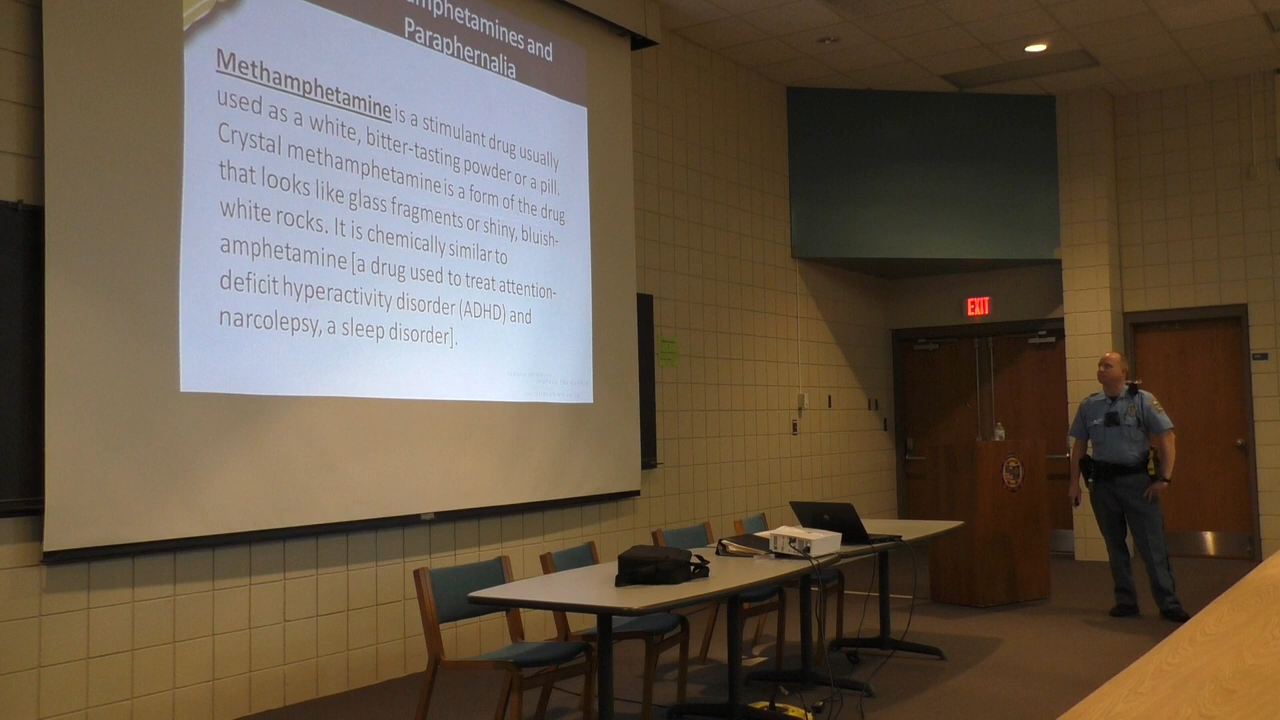 amphetamines and
Paraphernalia
Methamphetamine is a stimulant drug usually
used as a white, bitter-tasting powder or a pill.
Crystal methamphetamine is a form of the drug
that looks like glass fragments or shiny, bluish-
white rocks. It is chemically similar to
amphetamine [a drug used to treat attention-
deficit hyperactivity disorder (ADHD) and
narcolepsy, a sleep disorder].
EXIT